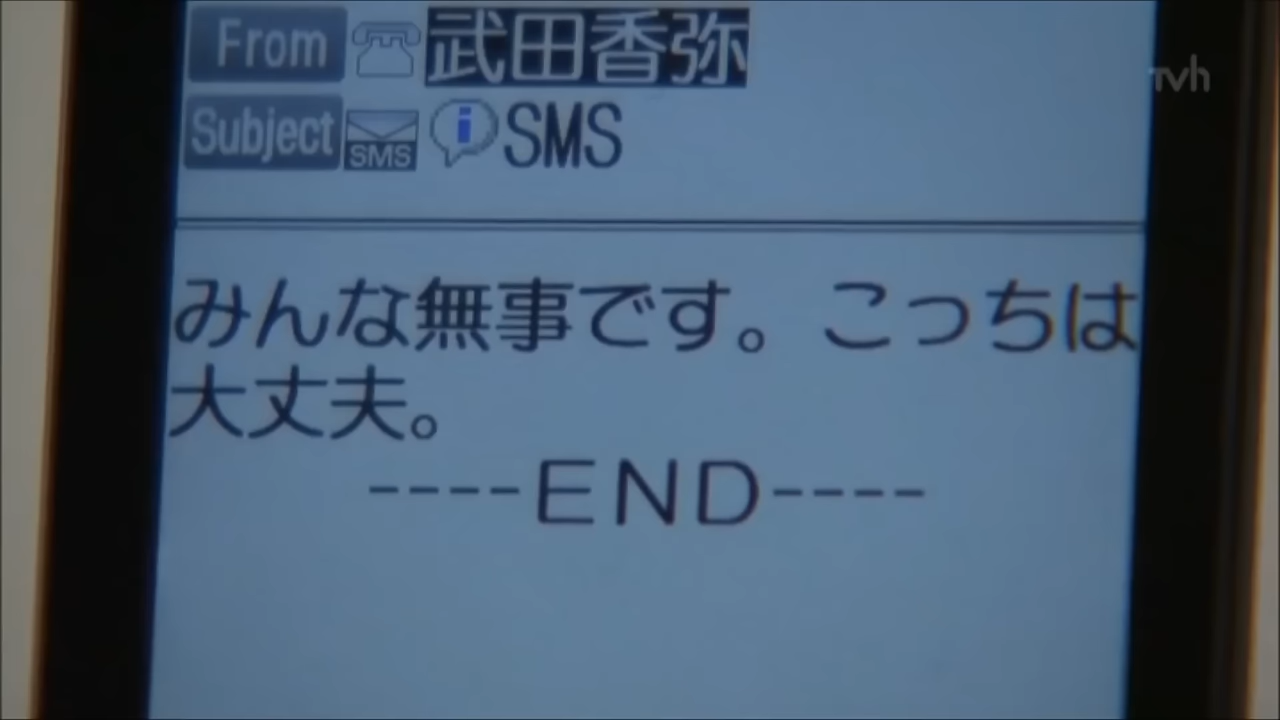 From 武田香弥
TVh
Subject SMS i SMS
みんな無事です。こっちは
大丈夫。
----END----